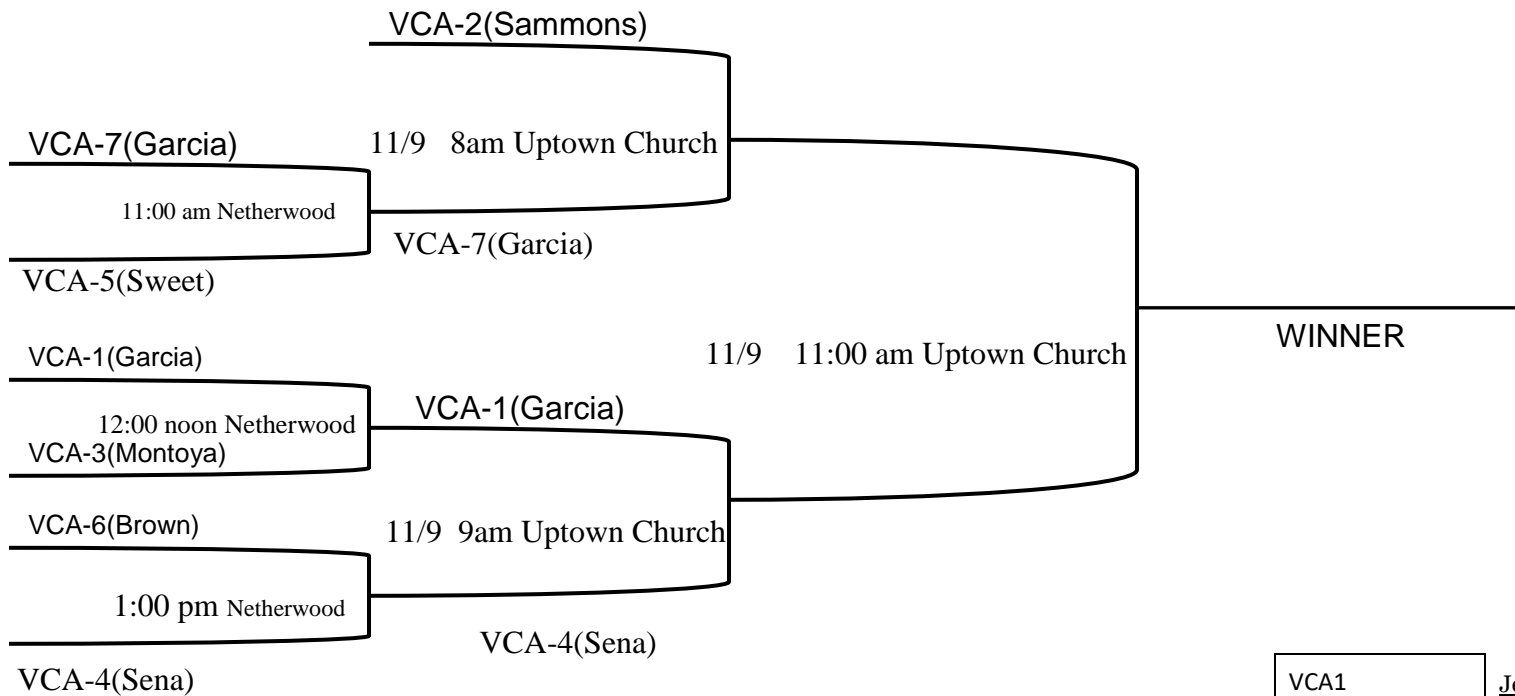 VCA-2(Sammons)
VCA-7(Garcia)
11/9 8am Uptown Church
11:00 am Netherwood
VCA-7(Garcia)
VCA-5(Sweet)
VCA-1(Garcia)
11/9 11:00 am Uptown Church
WINNER
12:00 noon Netherwood
VCA-1(Garcia)
VCA-3(Montoya)
VCA-6(Brown)
11/9 9am Uptown Church
1:00 pm Netherwood
VCA-4(Sena)
VCA-4(Sena)
VCA1